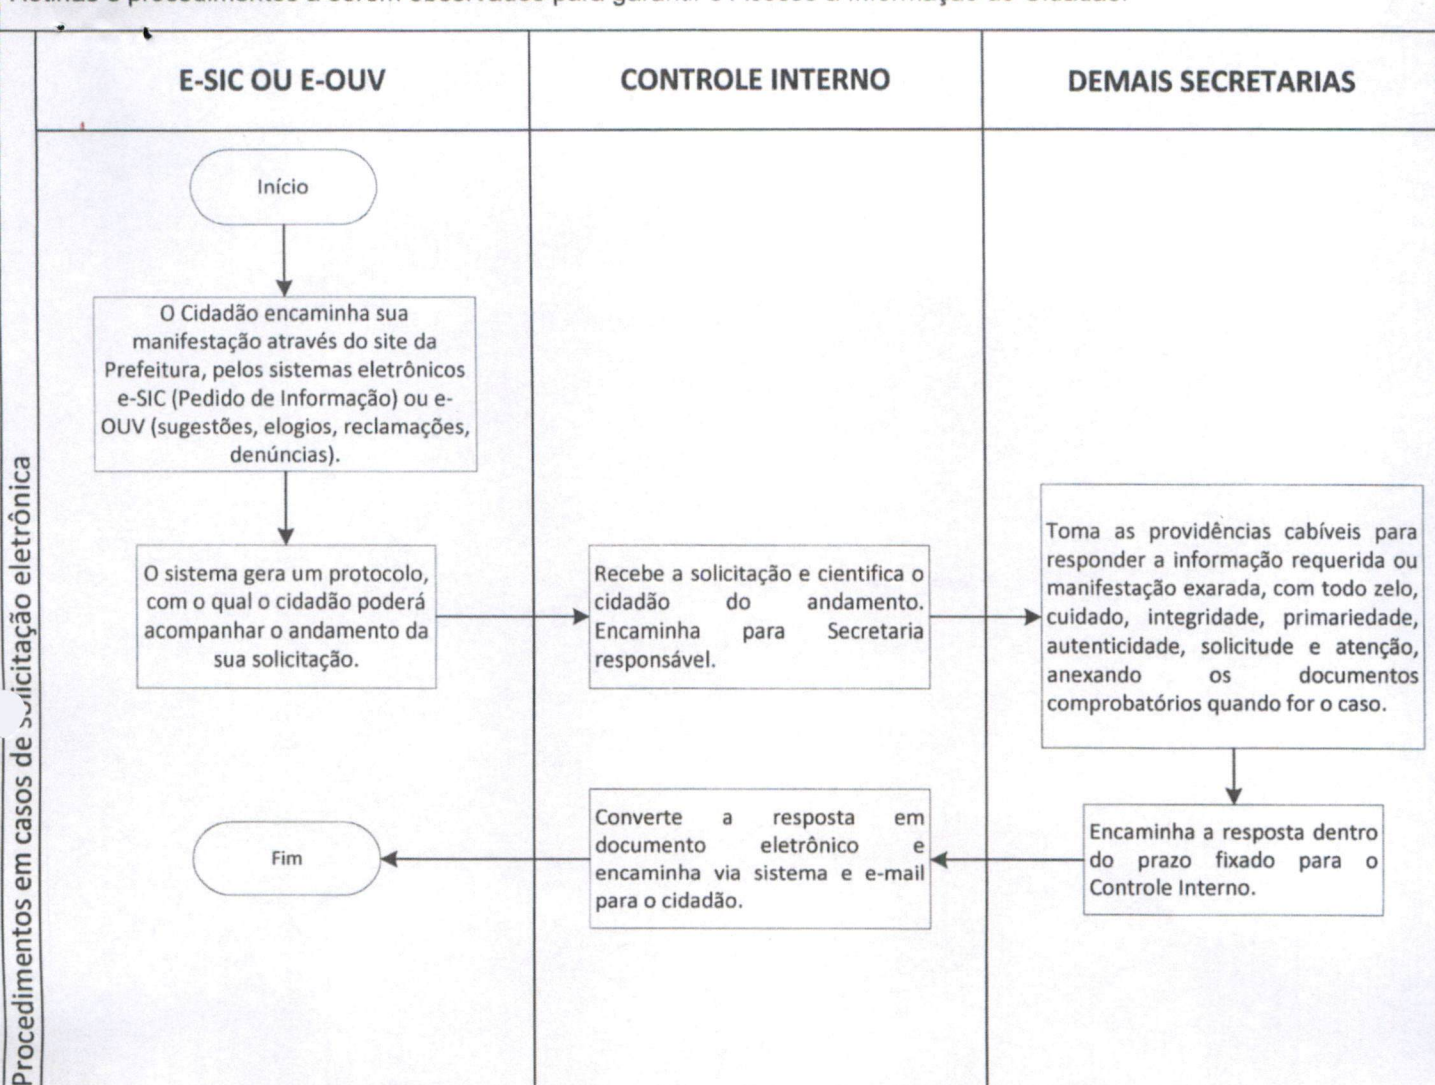 E-SIC OU E-OUV
CONTROLE INTERNO
DEMAIS SECRETARIAS
Início
O Cidadão encaminha sua
manifestação através do site da
Prefeitura, pelos sistemas eletrônicos
e-SIC (Pedido de Informação) ou e-
OUV (sugestões, elogios, reclamações,
denúncias).
O sistema gera um protocolo,
com o qual o cidadão poderá
acompanhar o andamento da
sua solicitação.
Recebe a solicitação e cientifica o
cidadão do andamento.
Encaminha para Secretaria
responsável.
Toma as providências cabíveis para
responder a informação requerida ou
manifestação exarada, com todo zelo,
cuidado, integridade, primariedade,
autenticidade, solicitude e atenção,
anexando os documentos
comprobatórios quando for o caso.
Encaminha a resposta dentro
do prazo fixado para o
Controle Interno.
Converte a resposta em
documento eletrônico e
encaminha via sistema e e-mail
para o cidadão.
Fim
Procedimentos em casos de solicitação eletrônica